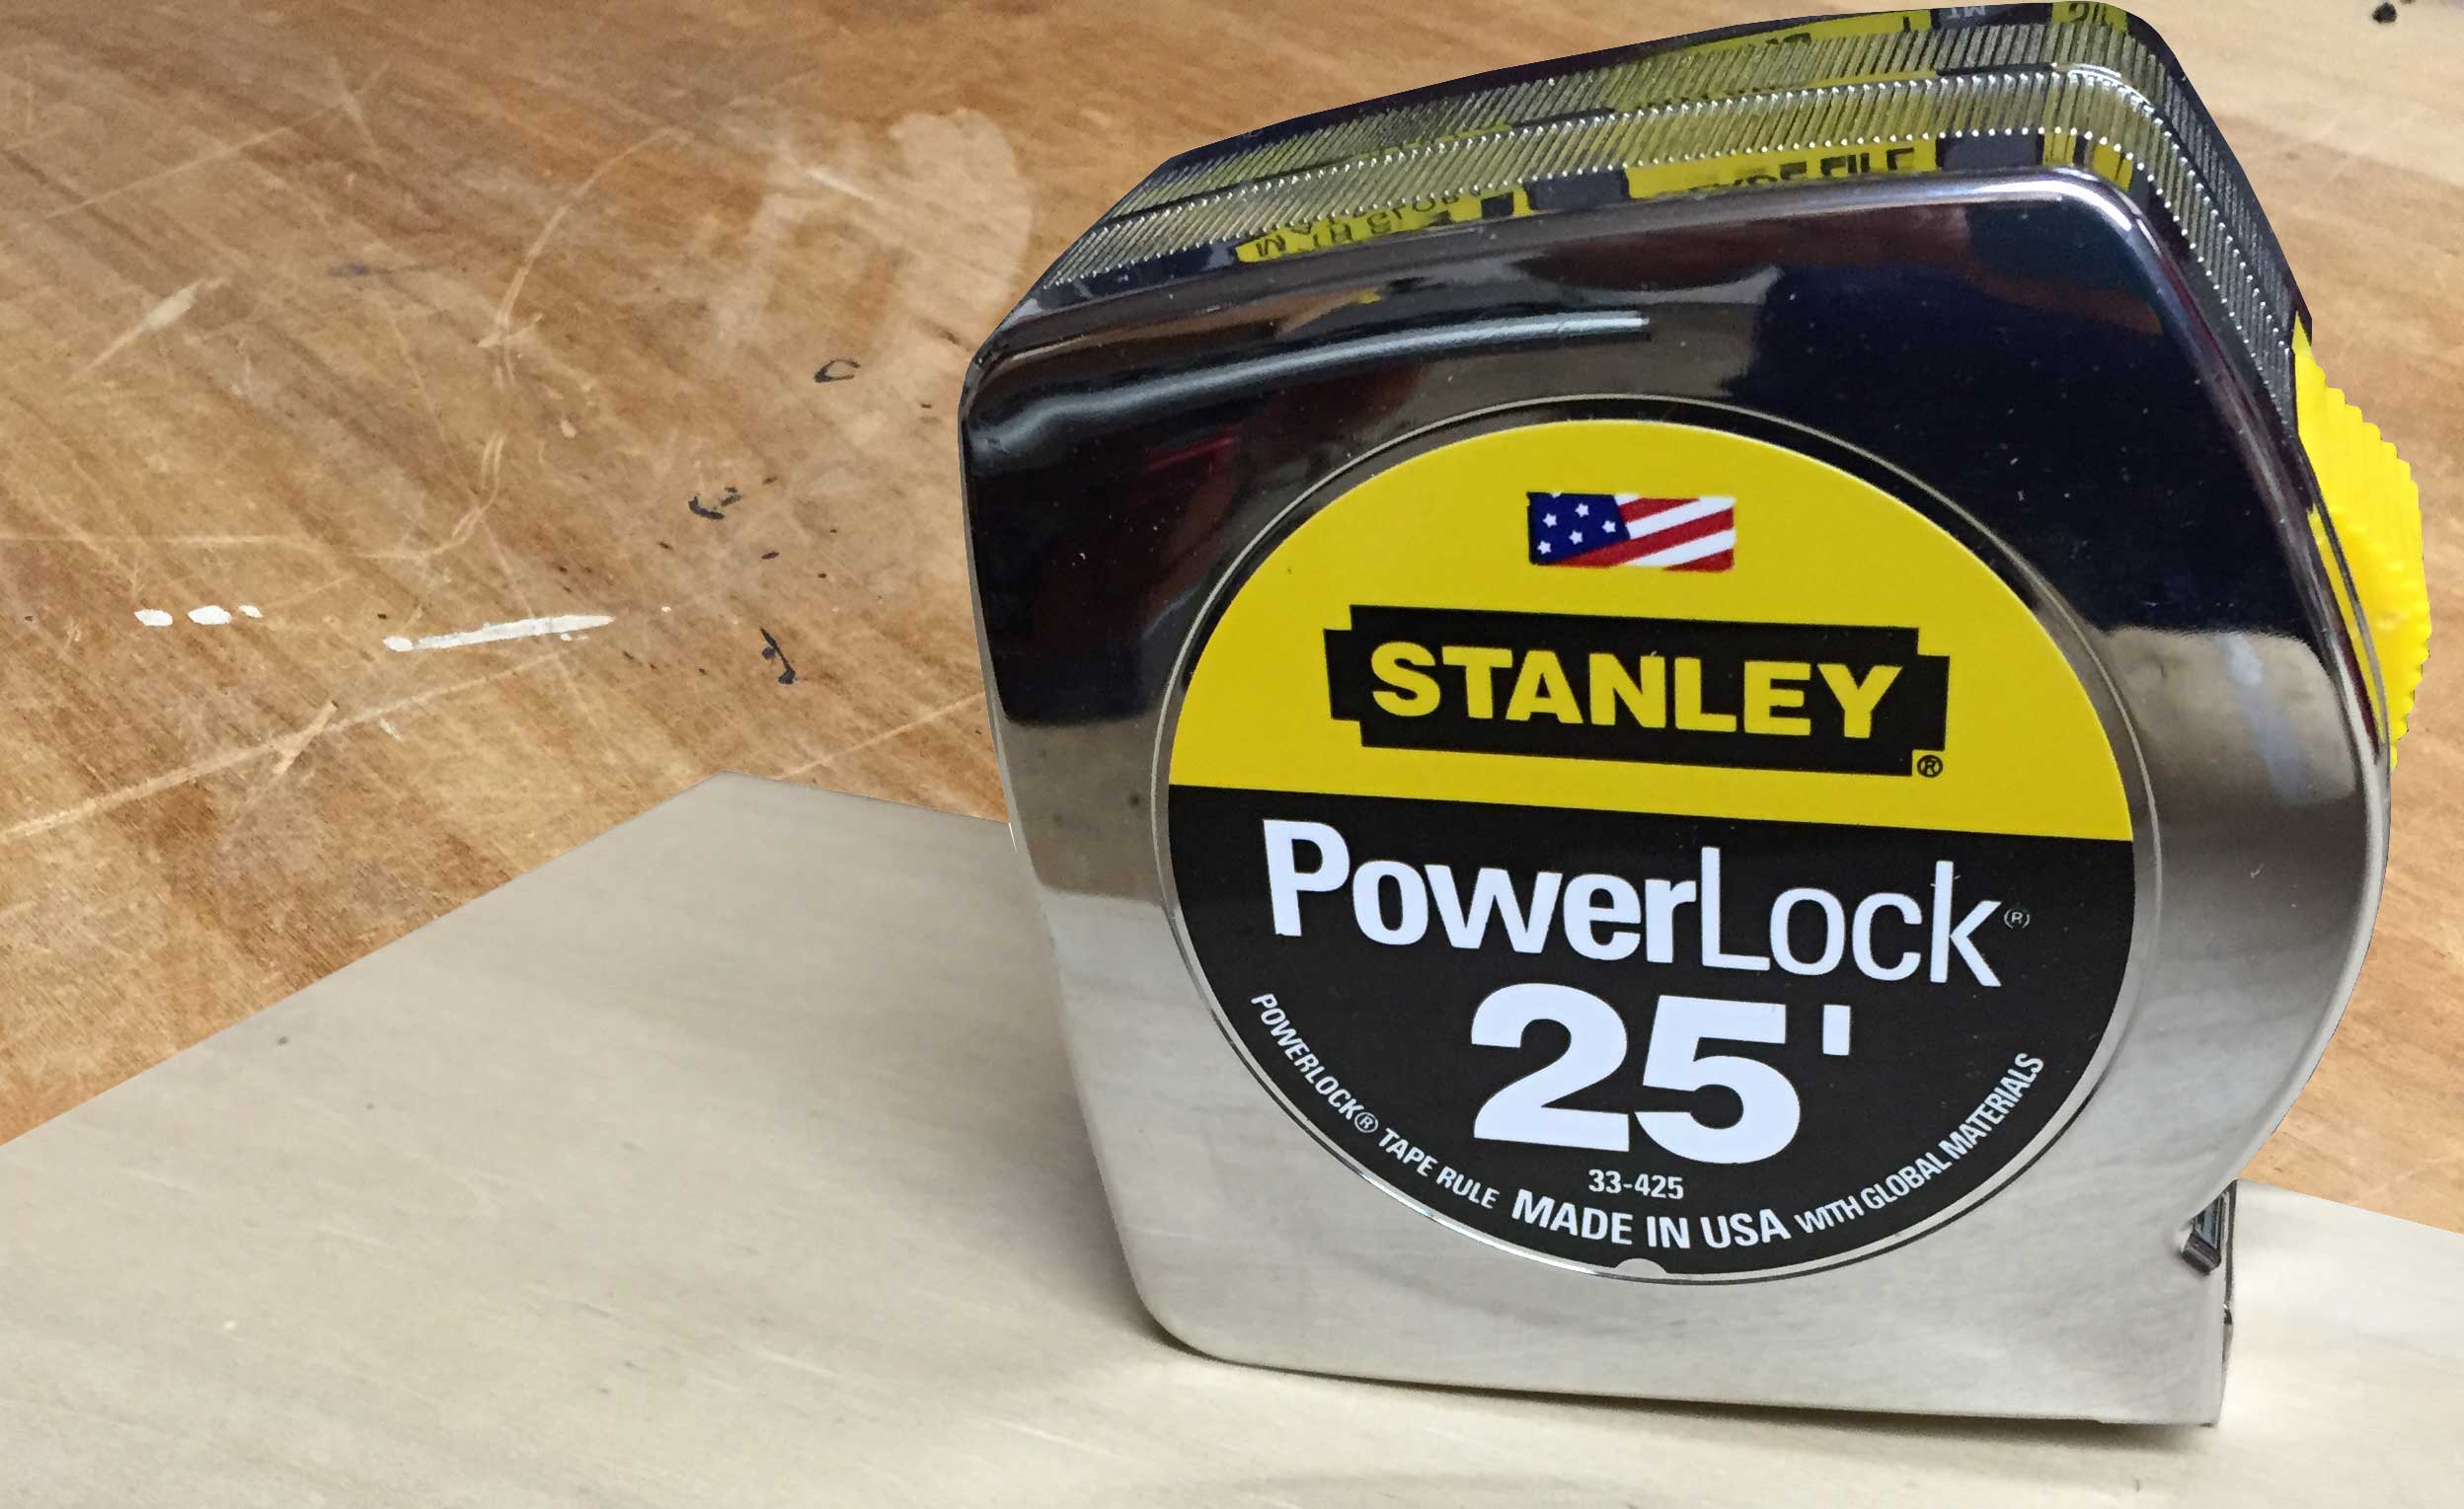 STANLEY®
PowerLock®
25'
33-425
POWERLOCK® TAPE RULE MADE IN USA WITH GLOBAL MATERIALS